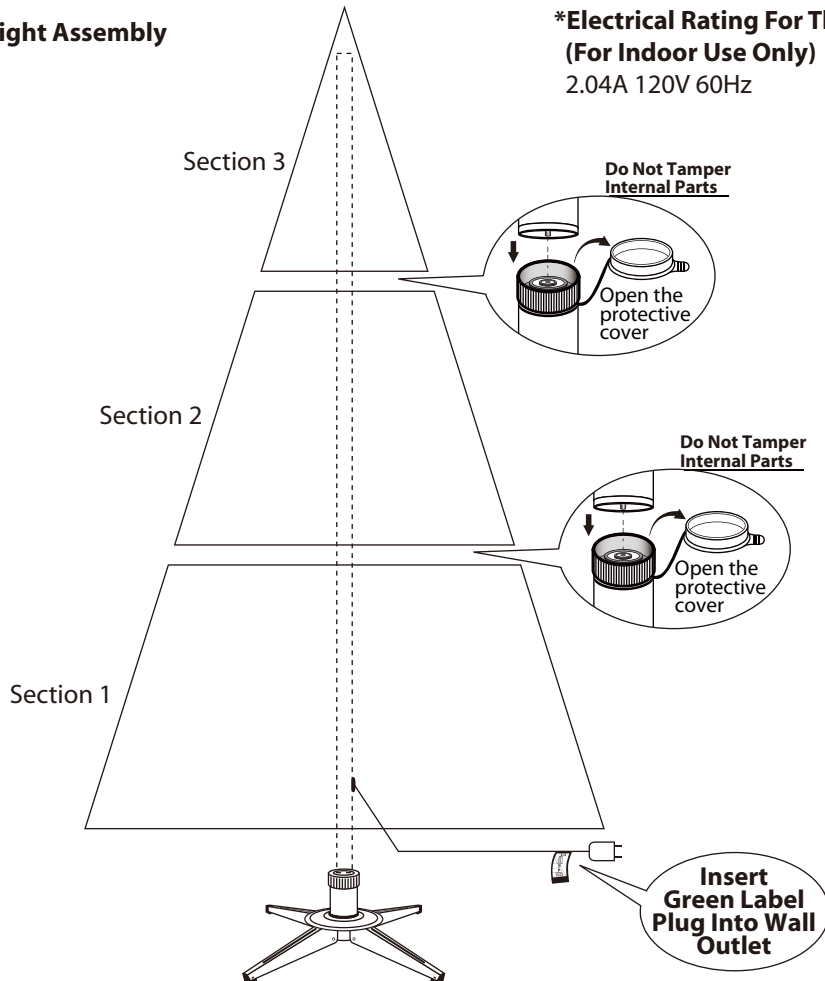 ight Assembly
*Electrical Rating For Th
(For Indoor Use Only)
2.04A 120V 60Hz
Section 3
Do Not Tamper
Internal Parts
Open the
protective
cover
Section 2
Do Not Tamper
Internal Parts
Open the
protective
cover
Section 1
Insert
Green Label
Plug Into Wall
Outlet